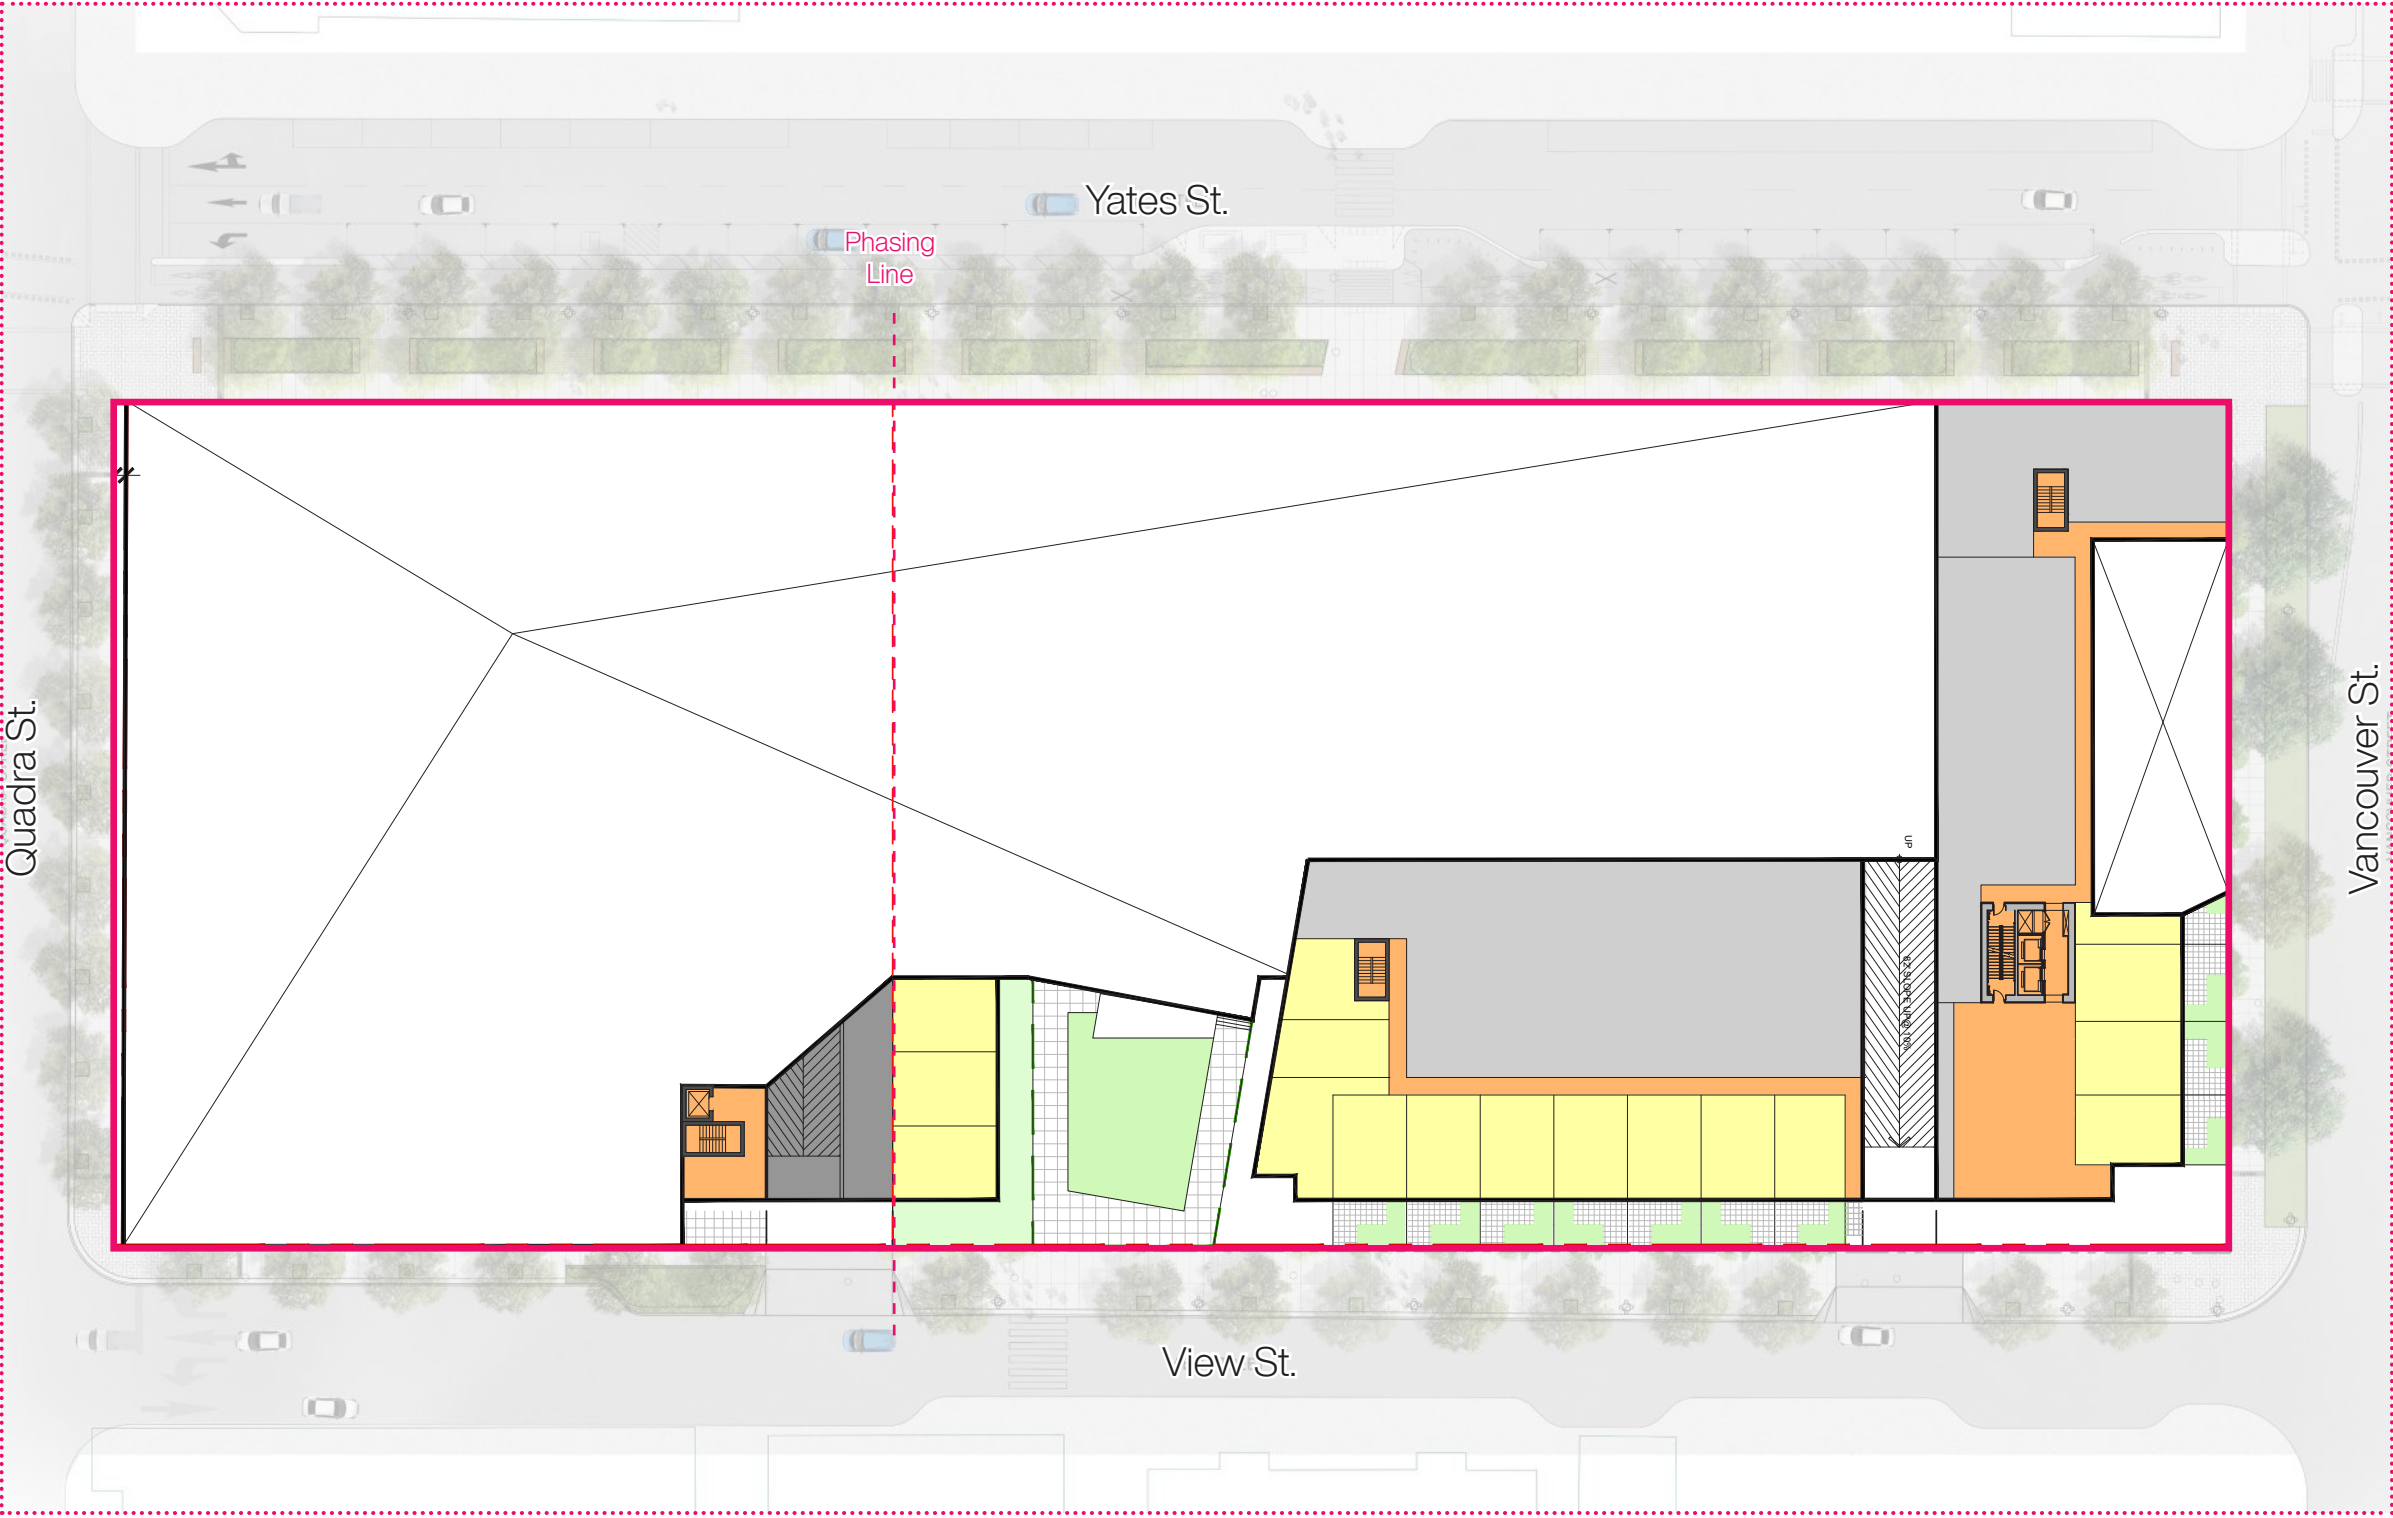 Yates St.
Phasing
Line
Quadra St.
Vancouver St.
UP
View St.